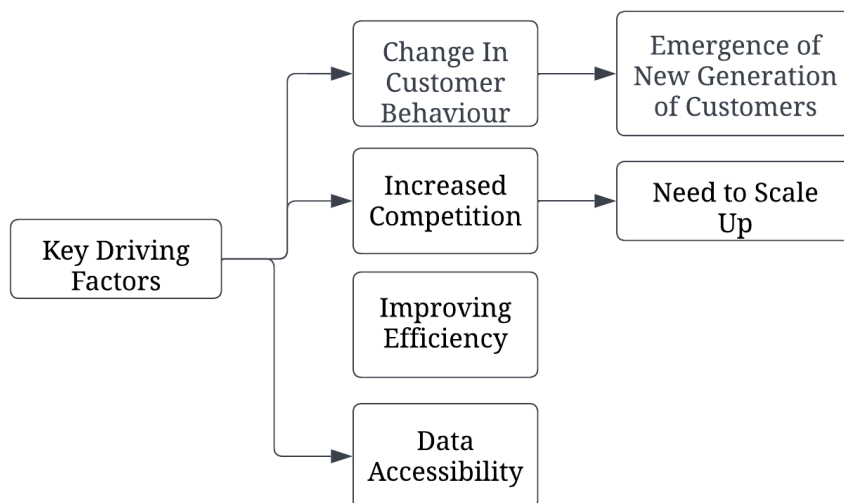 Change In
Customer
Behaviour
Emergence of
New Generation
of Customers
Increased
Competition
Need to Scale
Up
Key Driving
Factors
Improving
Efficiency
Data
Accessibility